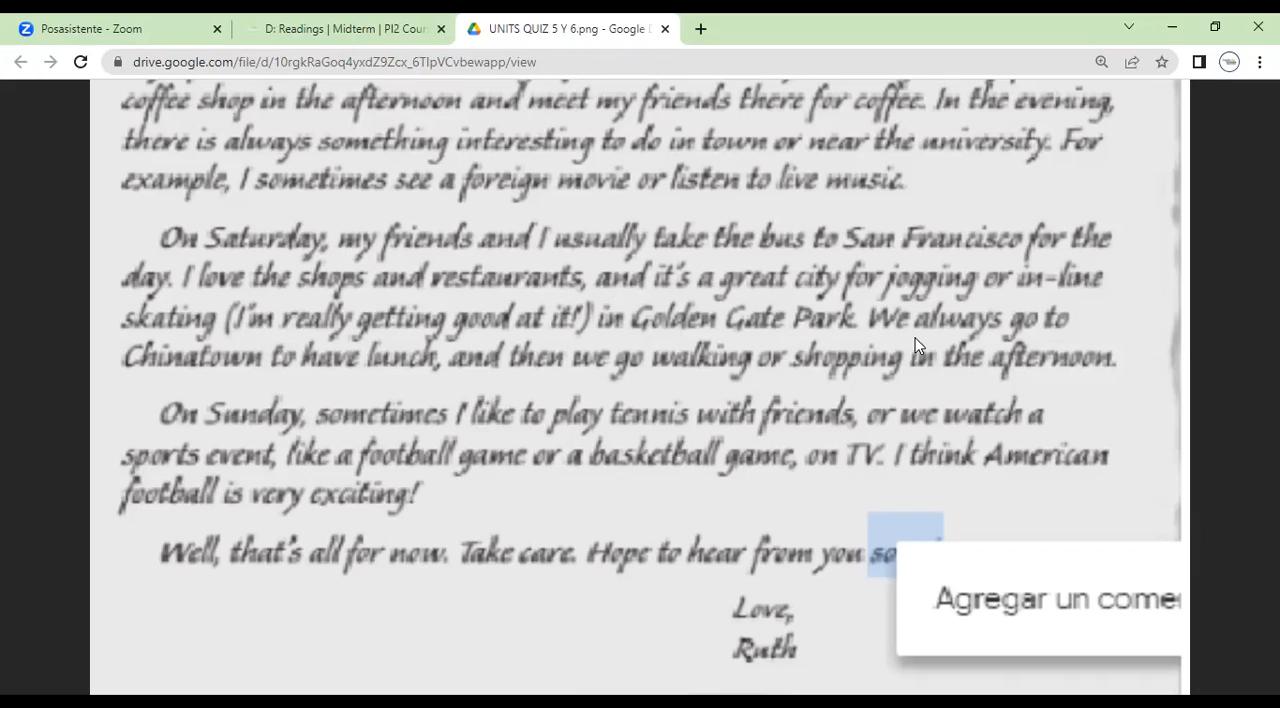 Posasistente - Zoom
D: Readings | Midterm | PI2 Cour
UNITS QUIZ 5 Y 6.png - Google D
drive.google.com/file/d/10rgkRaGoq4yxdZ9Zcx_6TIpVCvbewapp/view
coffee shop in the afternoon and meet my friends there for coffee. In the evening,
there is always something interesting to do in town or near the university. For
example, I sometimes see a foreign movie or listen to live music.
On Saturday, my friends and I usually take the bus to San Francisco for the
day. I love the shops and restaurants, and it's a great city for jogging or in-line
skating (I'm really getting good at it!) in Golden Gate Park. We always go to
Chinatown to have lunch, and then we go walking or shopping in the afternoon.
On Sunday, sometimes I like to play tennis with friends, or we watch a
sports event, like a football game or a basketball game, on TV. I think American
football is very exciting!
Well, that's all for now. Take care. Hope to hear from you so
Agregar un come
Love,
Ruth